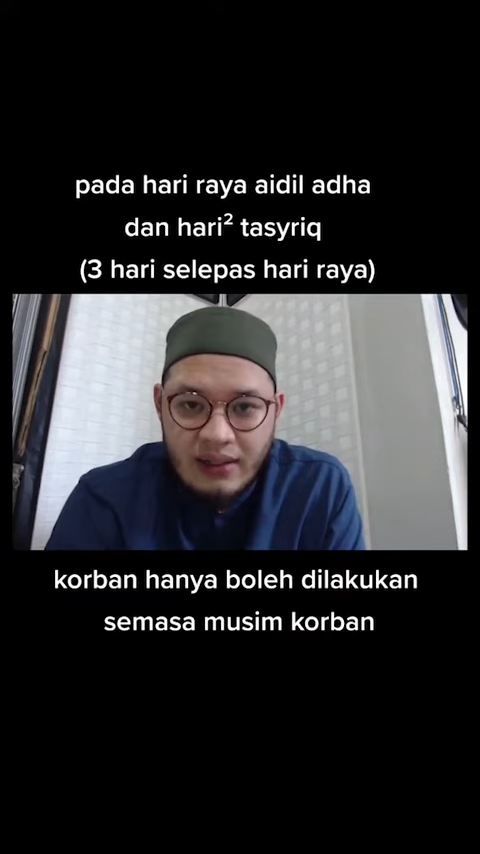 pada hari raya aidil adha
dan hari² tasyriq
(3 hari selepas hari raya)
korban hanya boleh dilakukan
semasa musim korban